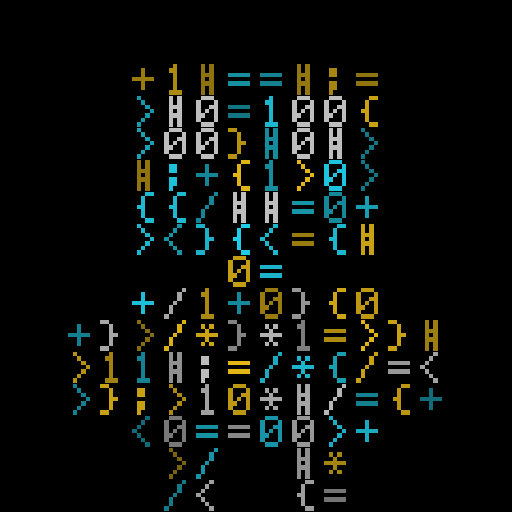 +1H==H;=
>H0=100{
>00}H0H>
H;+{1>0>
{{/HH=0+
><}{<={H
0=
+/1+0}{0
+}>/*}*1=>}H
>11H;=/*{/=<
>};>10*H/={+
<0==00>+
>/ H*
/< {=